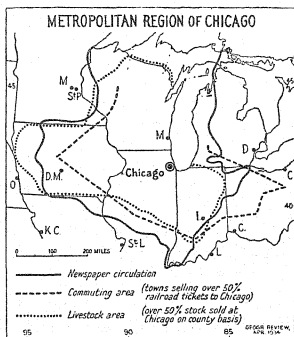 METROPOLITAN REGION OF CHICAGO
45
M.
St.P.
M.
45
D.
Chicago
D.M.
O
C
40
I.
K.C.
St.L
C.
L
0 100 200 MILES
Newspaper circulation
Commuting area (towns selling over 50% railroad tickets to Chicago)
Livestock area (over 50% stock sold at Chicago on county basis)
95 90 85
GEOGR. REVIEW,
APR. 1934